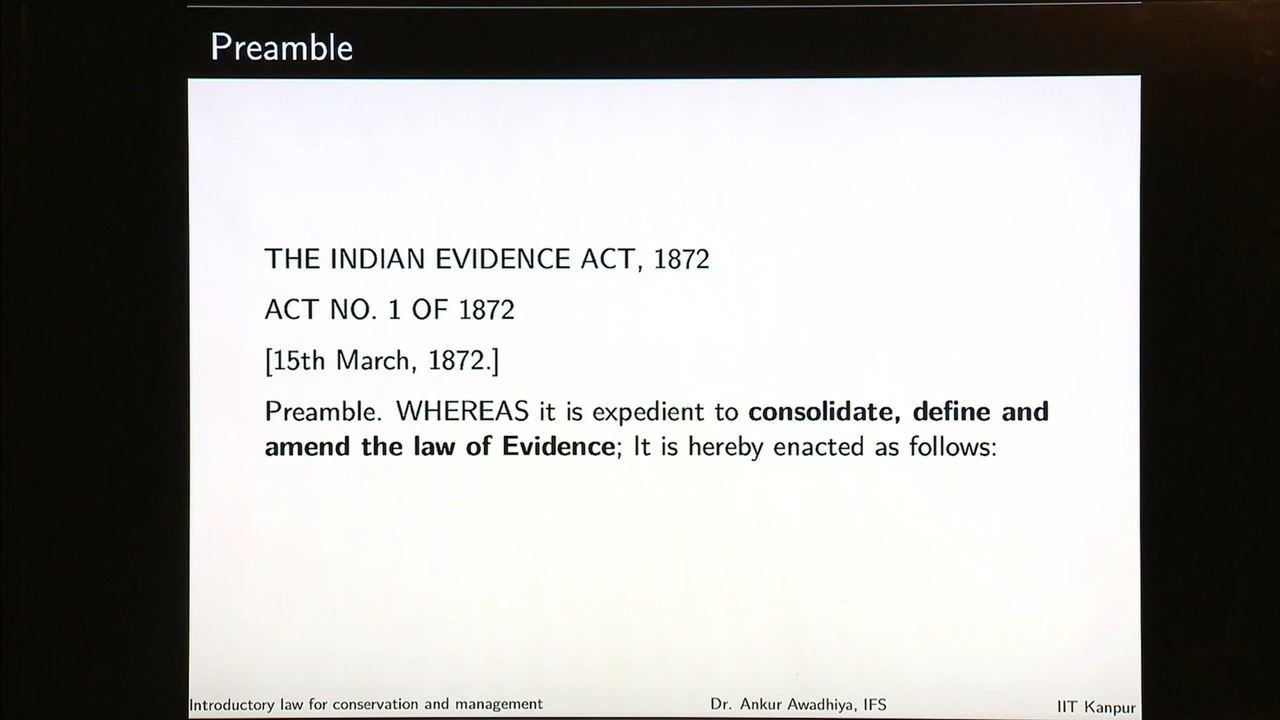 Preamble
THE INDIAN EVIDENCE ACT, 1872
ACT NO. 1 OF 1872
[15th March, 1872.]
Preamble. WHEREAS it is expedient to consolidate, define and
amend the law of Evidence; It is hereby enacted as follows:
Introductory law for conservation and management Dr. Ankur Awadhiya, IFS IIT Kanpur